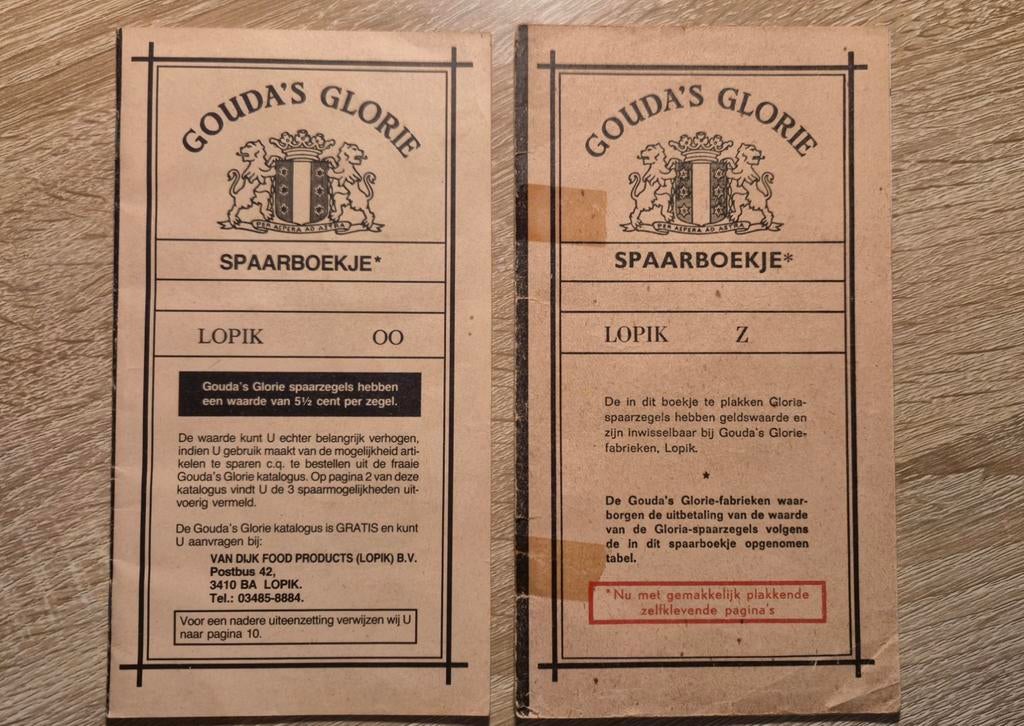 GOUDA'S GLORIE
PER ASPERA AD ASTRA
SPAARBOEKJE*
LOPIK OO
Gouda's Glorie spaarzegels hebben
een waarde van 5½ cent per zegel.
De waarde kunt U echter belangrijk verhogen,
indien U gebruik maakt van de mogelijkheid arti-
kelen te sparen c.q. te bestellen uit de fraaie
Gouda's Glorie katalogus. Op pagina 2 van deze
katalogus vindt U de 3 spaarmogelijkheden uit-
voerig vermeld.
De Gouda's Glorie katalogus is GRATIS en kunt
U aanvragen bij:
VAN DIJK FOOD PRODUCTS (LOPIK) B.V.
Postbus 42,
3410 BA LOPIK.
Tel.: 03485-8884.
Voor een nadere uiteenzetting verwijzen wij U
naar pagina 10.
GOUDA'S GLORIE
PER ASPERA AD ASTRA
SPAARBOEKJE*
LOPIK Z
De in dit boekje te plakken Gloria-
spaarzegels hebben geldswaarde en
zijn inwisselbaar bij Gouda's Glorie-
fabrieken, Lopik.
*
De Gouda's Glorie-fabrieken waar-
borgen de uitbetaling van de waarde
van de Gloria-spaarzegels volgens
de in dit spaarboekje opgenomen
tabel.
*Nu met gemakkelijk plakkende
zelfklevende pagina's